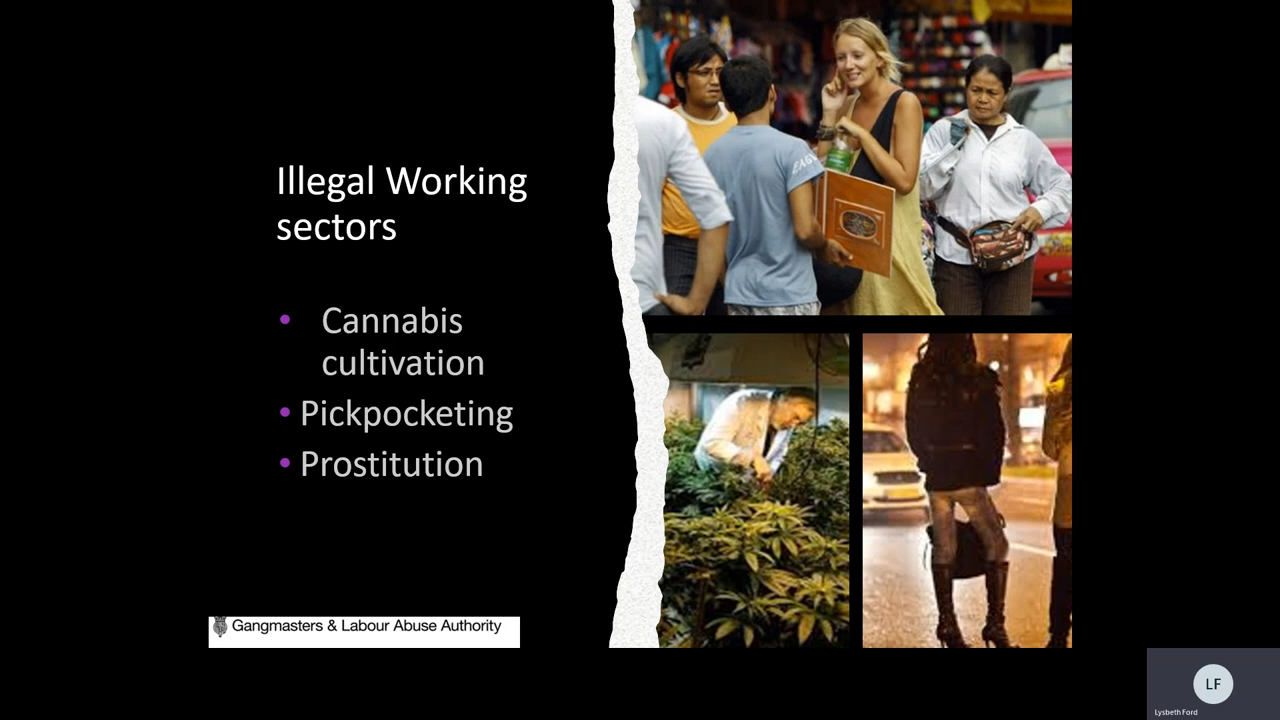 Illegal Working
sectors
• Cannabis
cultivation
• Pickpocketing
• Prostitution
Gangmasters & Labour Abuse Authority
LF
Lysbeth Ford